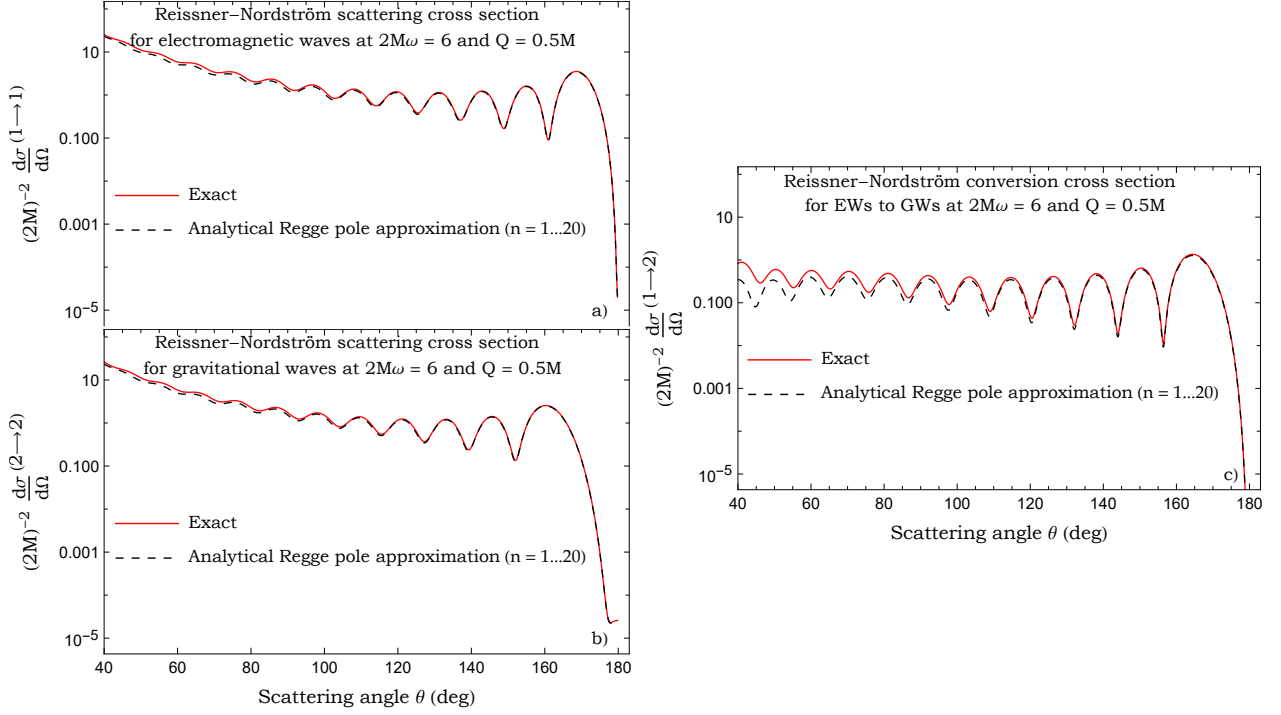 Reissner–Nordström scattering cross section
for electromagnetic waves at 2Mω = 6 and Q = 0.5M
10
0.100
0.001
10⁻⁵
(2M)⁻² dσ/dΩ (1⟶1)
Exact
Analytical Regge pole approximation (n = 1...20)
a)
Reissner–Nordström scattering cross section
for gravitational waves at 2Mω = 6 and Q = 0.5M
10
0.100
0.001
10⁻⁵
(2M)⁻² dσ/dΩ (2⟶2)
Exact
Analytical Regge pole approximation (n = 1...20)
b)
40 60 80 100 120 140 160 180
Scattering angle θ (deg)
Reissner–Nordström conversion cross section
for EWs to GWs at 2Mω = 6 and Q = 0.5M
10
0.100
0.001
10⁻⁵
(2M)⁻² dσ/dΩ (1⟶2)
Exact
Analytical Regge pole approximation (n = 1...20)
c)
40 60 80 100 120 140 160 180
Scattering angle θ (deg)